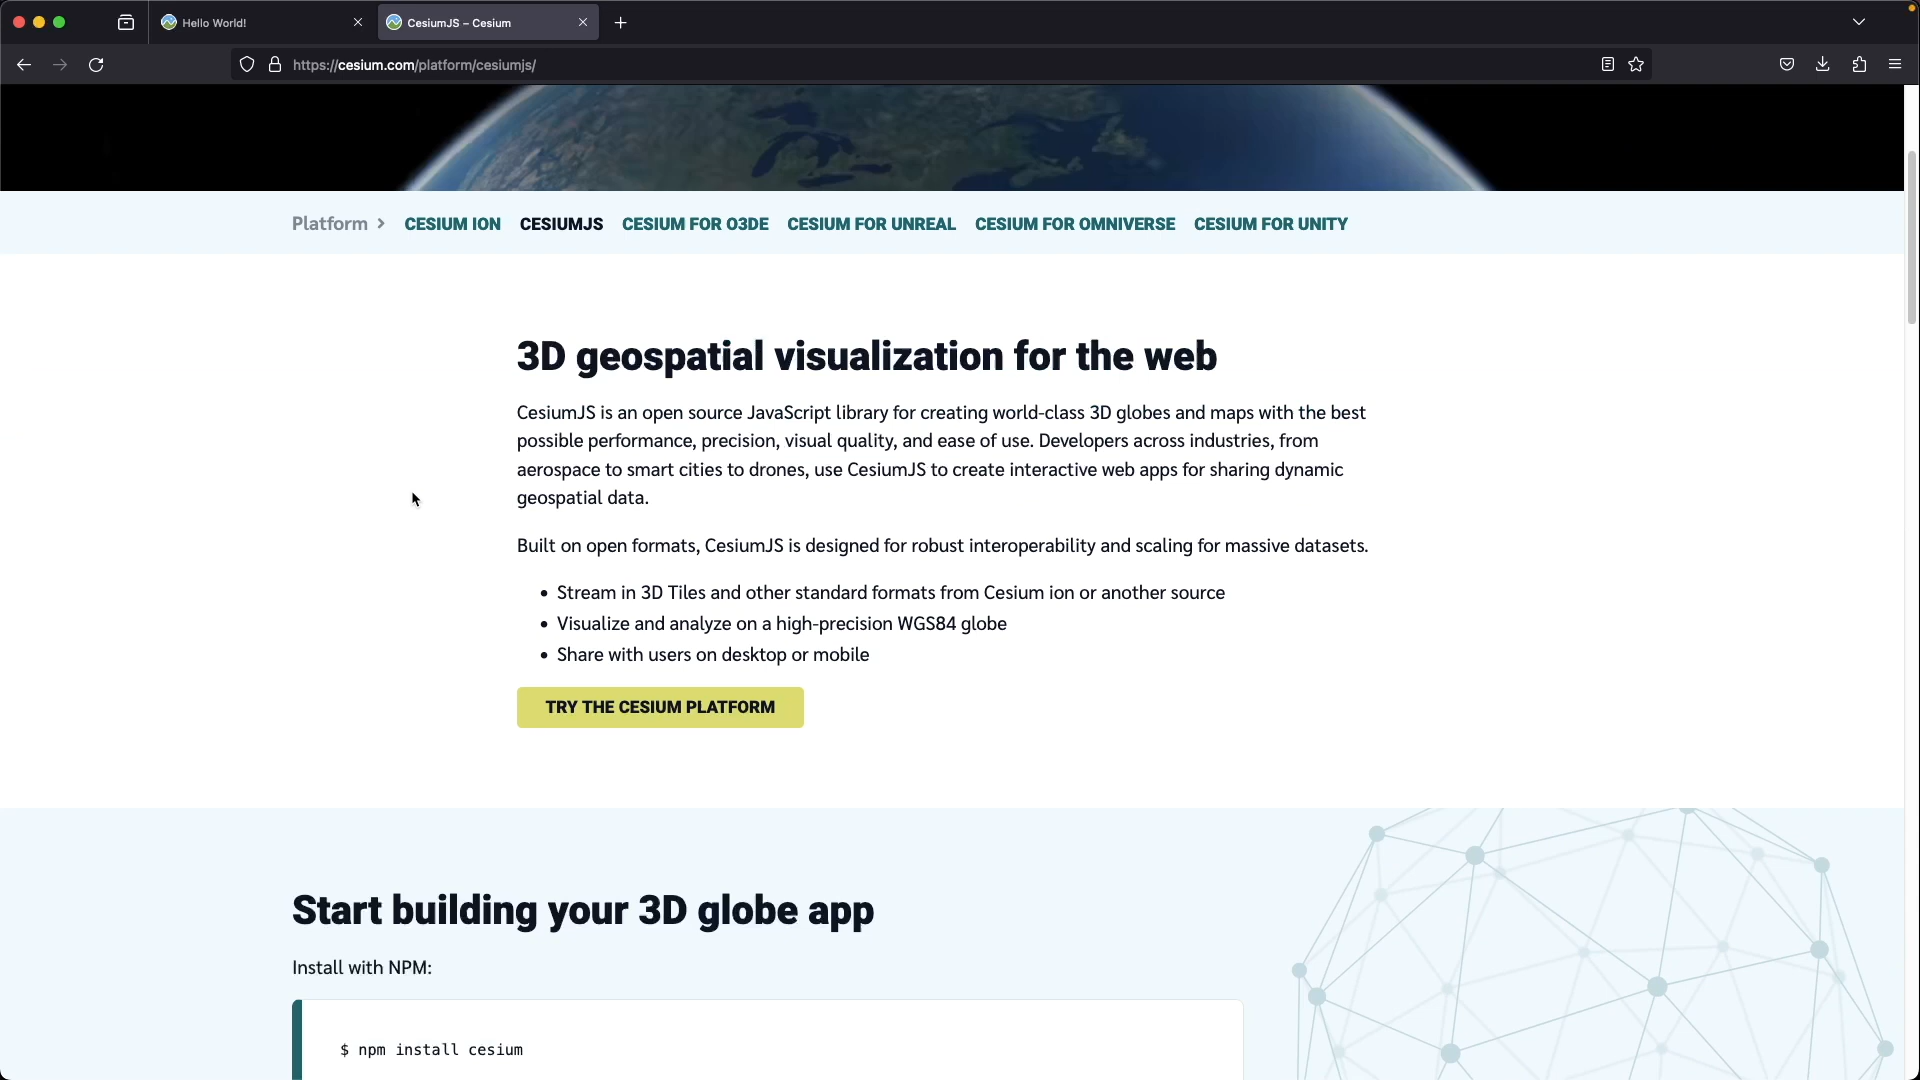 Hello World!
CesiumJS – Cesium
https://cesium.com/platform/cesiumjs/
Platform > CESIUM ION CESIUMJS CESIUM FOR O3DE CESIUM FOR UNREAL CESIUM FOR OMNIVERSE CESIUM FOR UNITY
3D geospatial visualization for the web
CesiumJS is an open source JavaScript library for creating world-class 3D globes and maps with the best
possible performance, precision, visual quality, and ease of use. Developers across industries, from
aerospace to smart cities to drones, use CesiumJS to create interactive web apps for sharing dynamic
geospatial data.
Built on open formats, CesiumJS is designed for robust interoperability and scaling for massive datasets.
• Stream in 3D Tiles and other standard formats from Cesium ion or another source
• Visualize and analyze on a high-precision WGS84 globe
• Share with users on desktop or mobile
TRY THE CESIUM PLATFORM
Start building your 3D globe app
Install with NPM:
$ npm install cesium